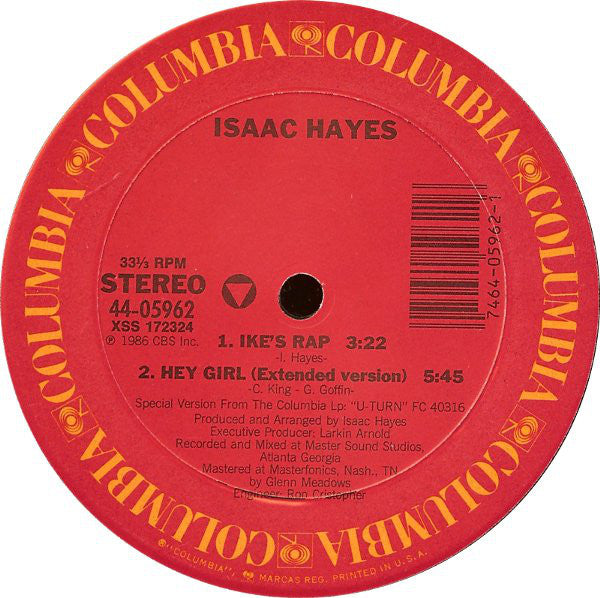 COLUMBIA COLUMBIA COLUMBIA COLUMBIA COLUMBIA COLUMBIA COLUMBIA COLUMBIA
ISAAC HAYES
7464-05962-1
33⅓ RPM
STEREO
44-05962
XSS 172324
Ⓟ 1986 CBS Inc.
1. IKE'S RAP 3:22
-I. Hayes-
2. HEY GIRL (Extended version) 5:45
-C. King - G. Goffin-
Special Version From The Columbia Lp: "U-TURN" FC 40316
Produced and Arranged by Isaac Hayes
Executive Producer: Larkin Arnold
Recorded and Mixed at Master Sound Studios,
Atlanta Georgia
Mastered at Masterfonics, Nash., TN
by Glenn Meadows
Engineer: Ron Cristopher
®"COLUMBIA", MARCAS REG. PRINTED IN U.S.A.